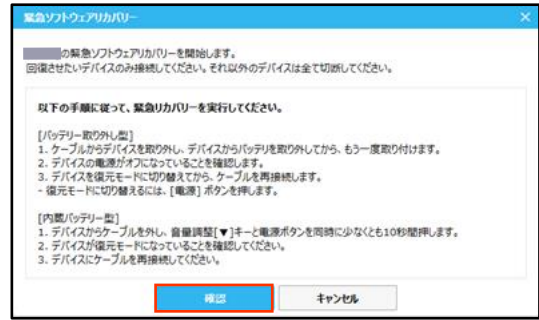 緊急ソフトウェアリカバリー
の緊急ソフトウェアリカバリーを開始します。
回復させたいデバイスのみ接続してください。それ以外のデバイスは全て切断してください。
以下の手順に従って、緊急リカバリーを実行してください。
[バッテリー取り外し型]
1. ケーブルからデバイスを取り外し、デバイスからバッテリを取り外してから、もう一度取り付けます。
2. デバイスの電源がオフになっていることを確認します。
3. デバイスを復元モードに切り替えてから、ケーブルを再接続します。
- 復元モードに切り替えるには、[電源] ボタンを押します。
[内蔵バッテリー型]
1. デバイスからケーブルを外し、音量調整[▼]キーと電源ボタンを同時に少なくとも10秒間押します。
2. デバイスが復元モードになっていることを確認してください。
3. デバイスにケーブルを再接続してください。
確認
キャンセル